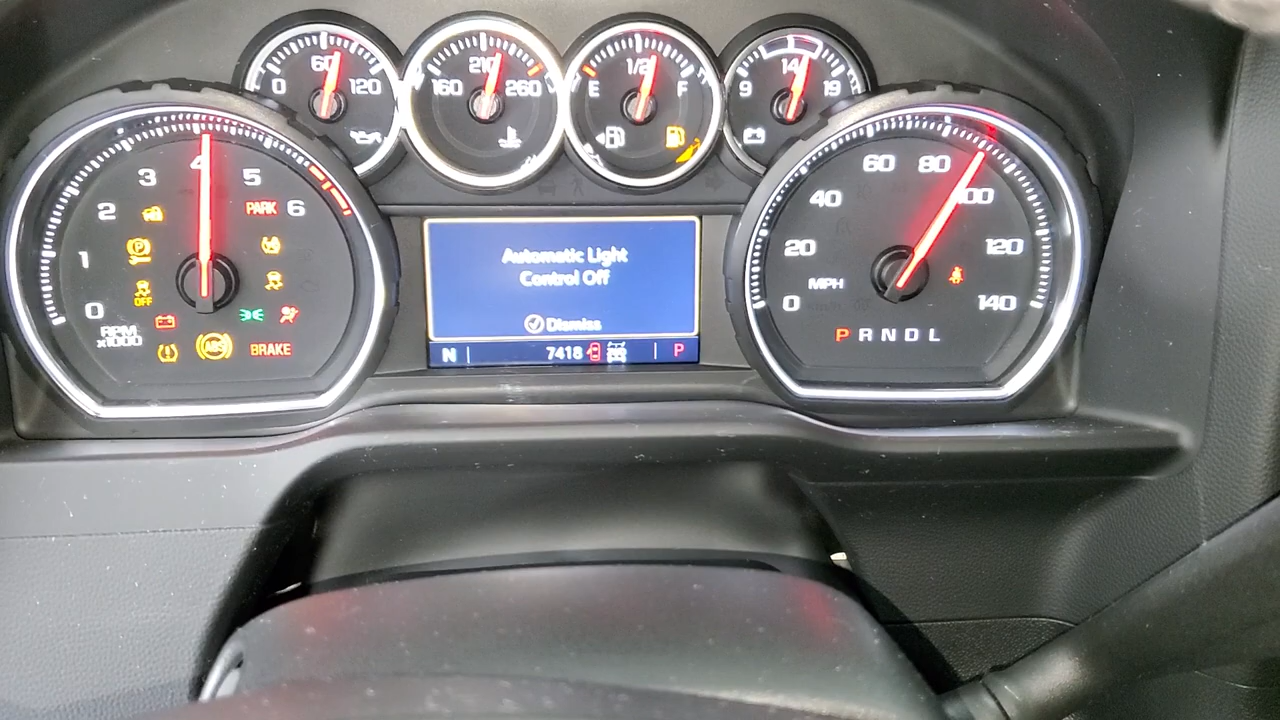 60
0 120
210
160 260
1/2
E F
14
9 19
3 4 5
2 PARK 6
1
OFF
0
RPM
x1000
ABS
BRAKE
Automatic Light
Control Off
Dismiss
N 7418 P
60 80
40 100
20 120
MPH
0 140
P R N D L